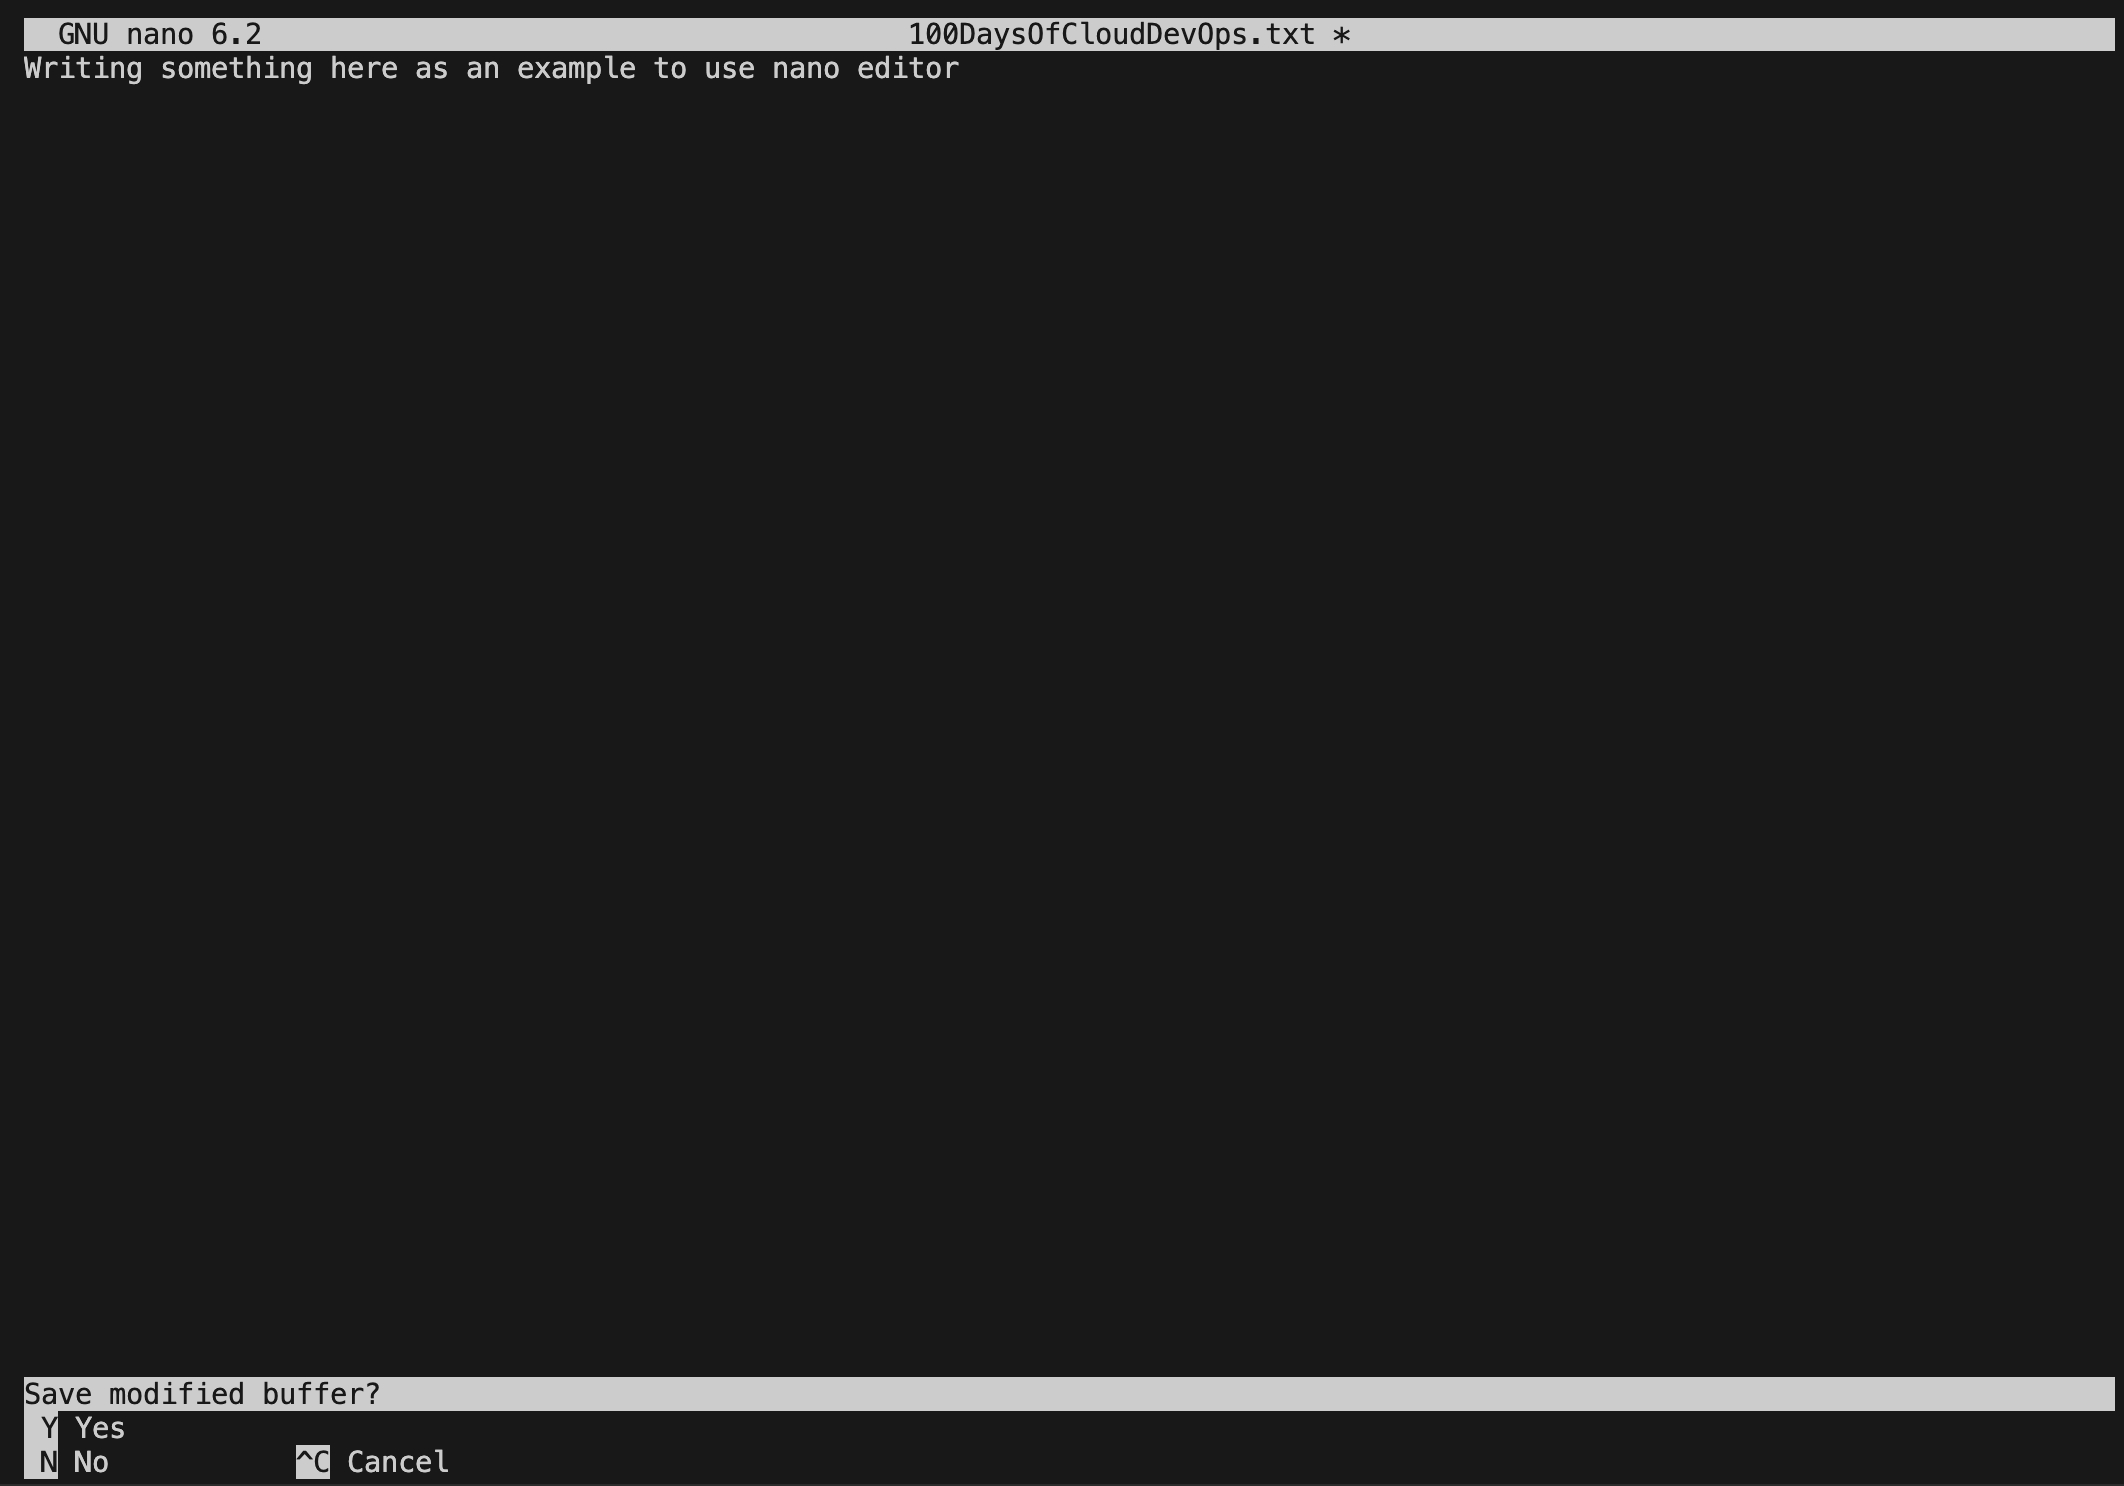 GNU nano 6.2 100DaysOfCloudDevOps.txt *
Writing something here as an example to use nano editor
Save modified buffer?
Y Yes
N No ^C Cancel